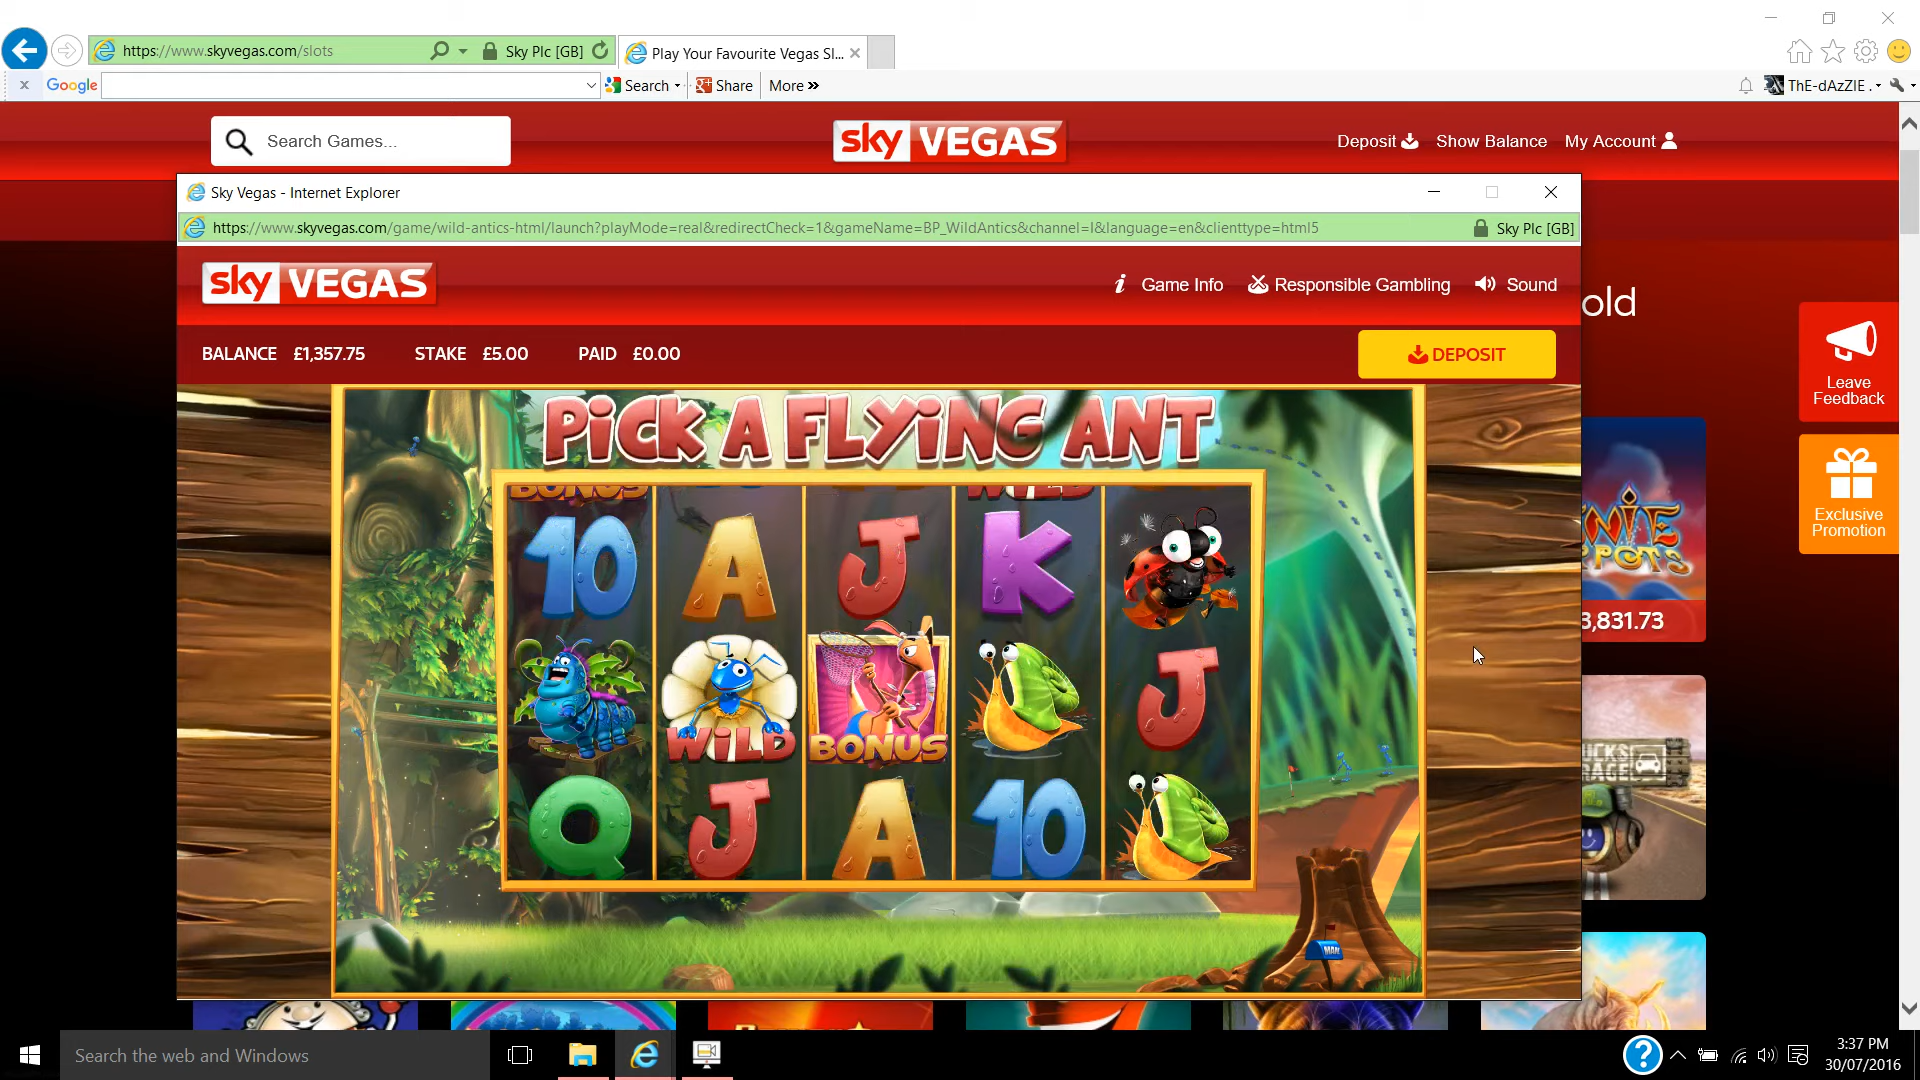 https://www.skyvegas.com/slots
Sky Plc [GB]
Play Your Favourite Vegas Sl...
x
Google
Search
Share
More »
ThE-dAzZIE .
Search Games...
sky VEGAS
Deposit
Show Balance
My Account
Sky Vegas - Internet Explorer
https://www.skyvegas.com/game/wild-antics-html/launch?playMode=real&redirectCheck=1&gameName=BP_WildAntics&channel=I&language=en&clienttype=html5
Sky Plc [GB]
sky VEGAS
i Game Info
Responsible Gambling
Sound
old
BALANCE £1,357.75
STAKE £5.00
PAID £0.00
DEPOSIT
Leave
Feedback
PiCK A FLYiNG ANT
BONUS
WiLD
10 A J K
WiLD
BONUS
J
Q J A 10
Exclusive
Promotion
3,831.73
MAIL
Search the web and Windows
?
3:37 PM
30/07/2016